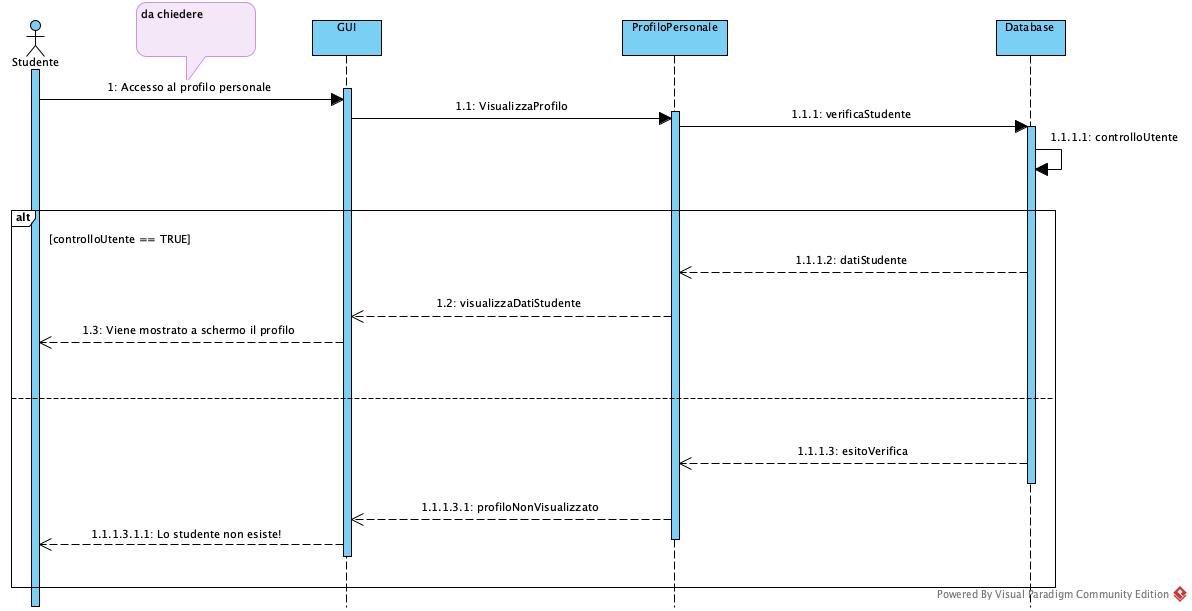 da chiedere
GUI
ProfiloPersonale
Database
Studente
1: Accesso al profilo personale
1.1: VisualizzaProfilo
1.1.1: verificaStudente
1.1.1.1: controlloUtente
alt
[controlloUtente == TRUE]
1.1.1.2: datiStudente
1.2: visualizzaDatiStudente
1.3: Viene mostrato a schermo il profilo
1.1.1.3: esitoVerifica
1.1.1.3.1: profiloNonVisualizzato
1.1.1.3.1.1: Lo studente non esiste!
Powered By Visual Paradigm Community Edition